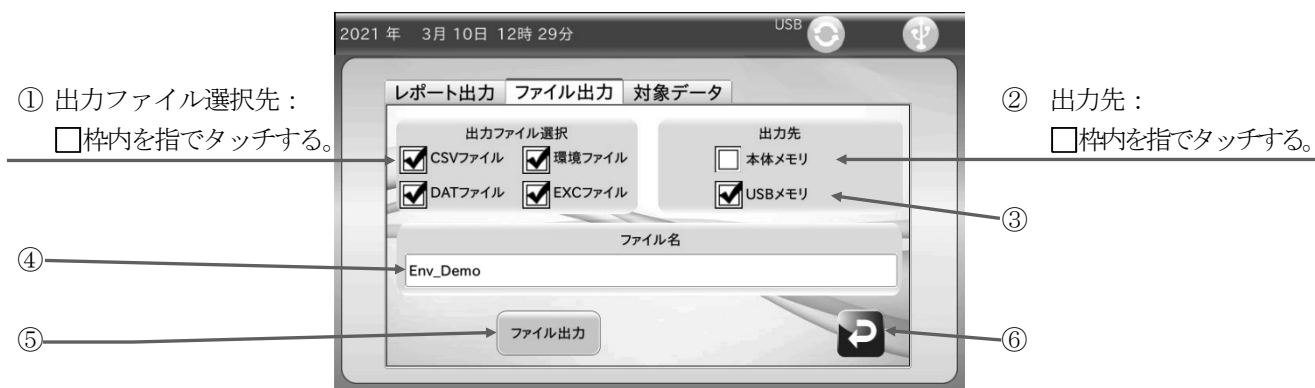 2021 年 3月 10日 12時 29分 USB
① 出力ファイル選択先：
□枠内を指でタッチする。
レポート出力 ファイル出力 対象データ
出力ファイル選択
CSVファイル 環境ファイル
DATファイル EXCファイル
出力先
本体メモリ
USBメモリ
② 出力先：
□枠内を指でタッチする。
③
ファイル名
④
Env_Demo
⑤
ファイル出力
⑥